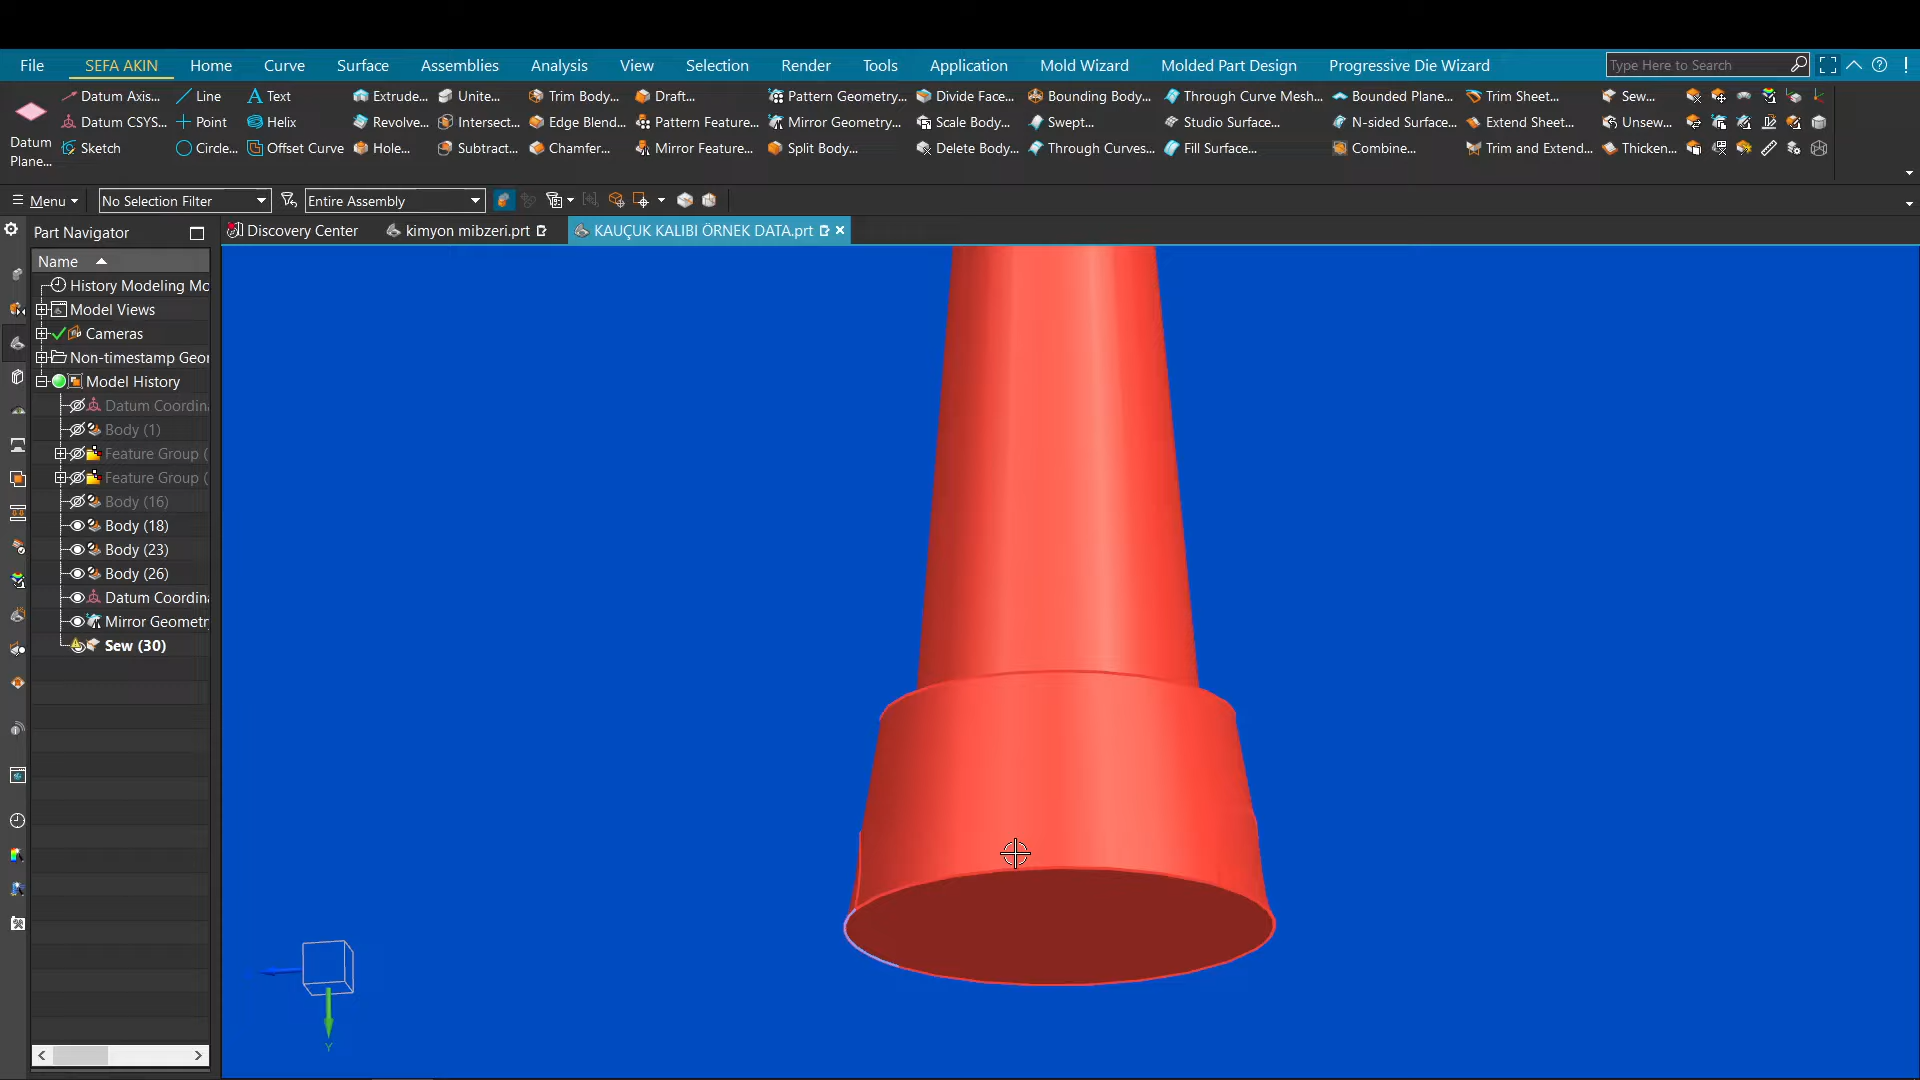 File SEFA AKIN Home Curve Surface Assemblies Analysis View Selection Render Tools Application Mold Wizard Molded Part Design Progressive Die Wizard Type Here to Search
Datum Axis... Line Text Extrude... Unite... Trim Body... Draft... Pattern Geometry... Divide Face... Bounding Body... Through Curve Mesh... Bounded Plane... Trim Sheet... Sew...
Datum CSYS... Point Helix Revolve... Intersect... Edge Blend... Pattern Feature... Mirror Geometry... Scale Body... Swept... Studio Surface... N-sided Surface... Extend Sheet... Unsew...
Datum Plane... Sketch Circle... Offset Curve Hole... Subtract... Chamfer... Mirror Feature... Split Body... Delete Body... Through Curves... Fill Surface... Combine... Trim and Extend... Thicken...
Menu No Selection Filter Entire Assembly
Part Navigator Discovery Center kimyon mibzeri.prt KAUÇUK KALIBI ÖRNEK DATA.prt
Name
History Modeling Mo
Model Views
Cameras
Non-timestamp Geor
Model History
Datum Coordina
Body (1)
Feature Group (
Feature Group (
Body (16)
Body (18)
Body (23)
Body (26)
Datum Coordina
Mirror Geometr
Sew (30)
Y